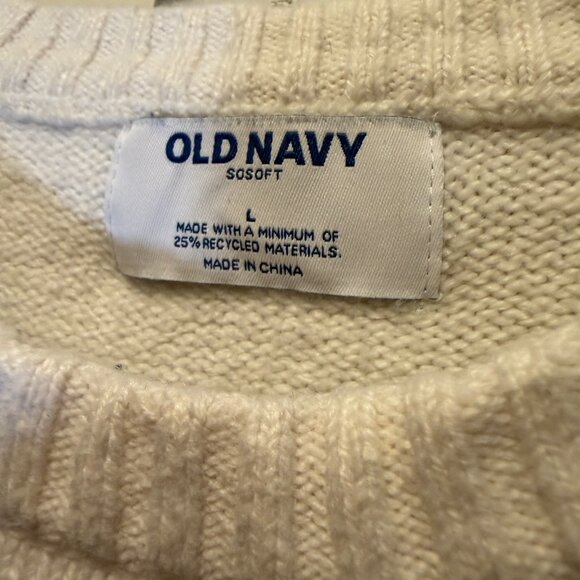 OLD NAVY
SOSOFT
L
MADE WITH A MINIMUM OF
25% RECYCLED MATERIALS.
MADE IN CHINA